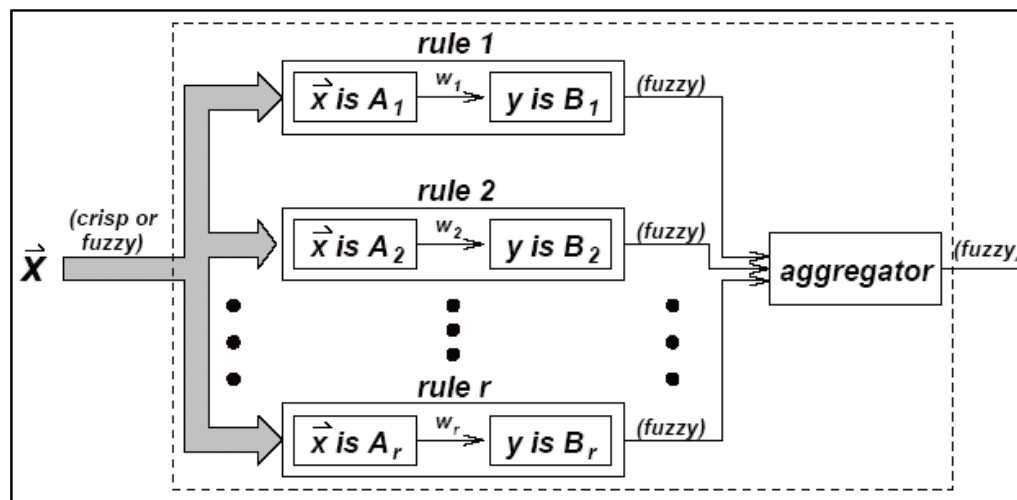 rule 1
x⃗ is A₁ w₁ y is B₁ (fuzzy)
rule 2
(crisp or
fuzzy)
x⃗ is A₂ w₂ y is B₂ (fuzzy)
X⃗
aggregator (fuzzy)
rule r
x⃗ is Aᵣ wᵣ y is Bᵣ (fuzzy)